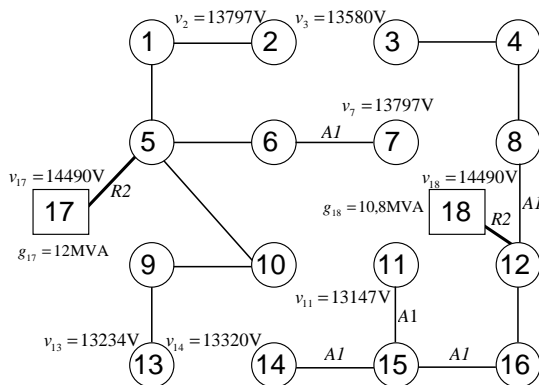 v₂ = 13797V
v₃ = 13580V
1
2
3
4
v₇ = 13797V
5
6
A1
7
8
v₁₇ = 14490V
v₁₈ = 14490V
R2
A1
17
g₁₈ = 10,8MVA
18
R2
g₁₇ = 12MVA
9
10
11
12
v₁₁ = 13147V
A1
v₁₃ = 13234V
v₁₄ = 13320V
13
14
A1
15
A1
16